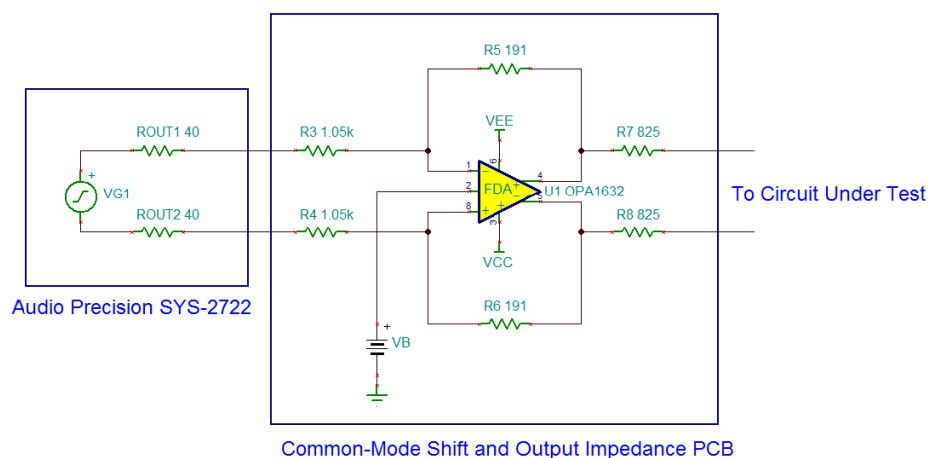 R5 191
VEE
ROUT1 40
R3 1.05k
R7 825
1
6
4
+
VG1
2
FDA
U1 OPA1632
5
8
3
To Circuit Under Test
ROUT2 40
R4 1.05k
R8 825
VCC
Audio Precision SYS-2722
R6 191
+
VB
Common-Mode Shift and Output Impedance PCB